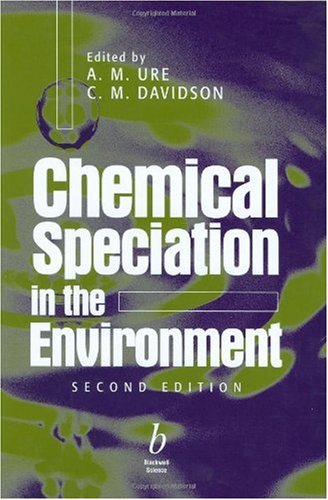 Edited by
A. M. URE
C. M. DAVIDSON
Chemical
Speciation
in the
Environment
SECOND EDITION
b
Blackwell
Science